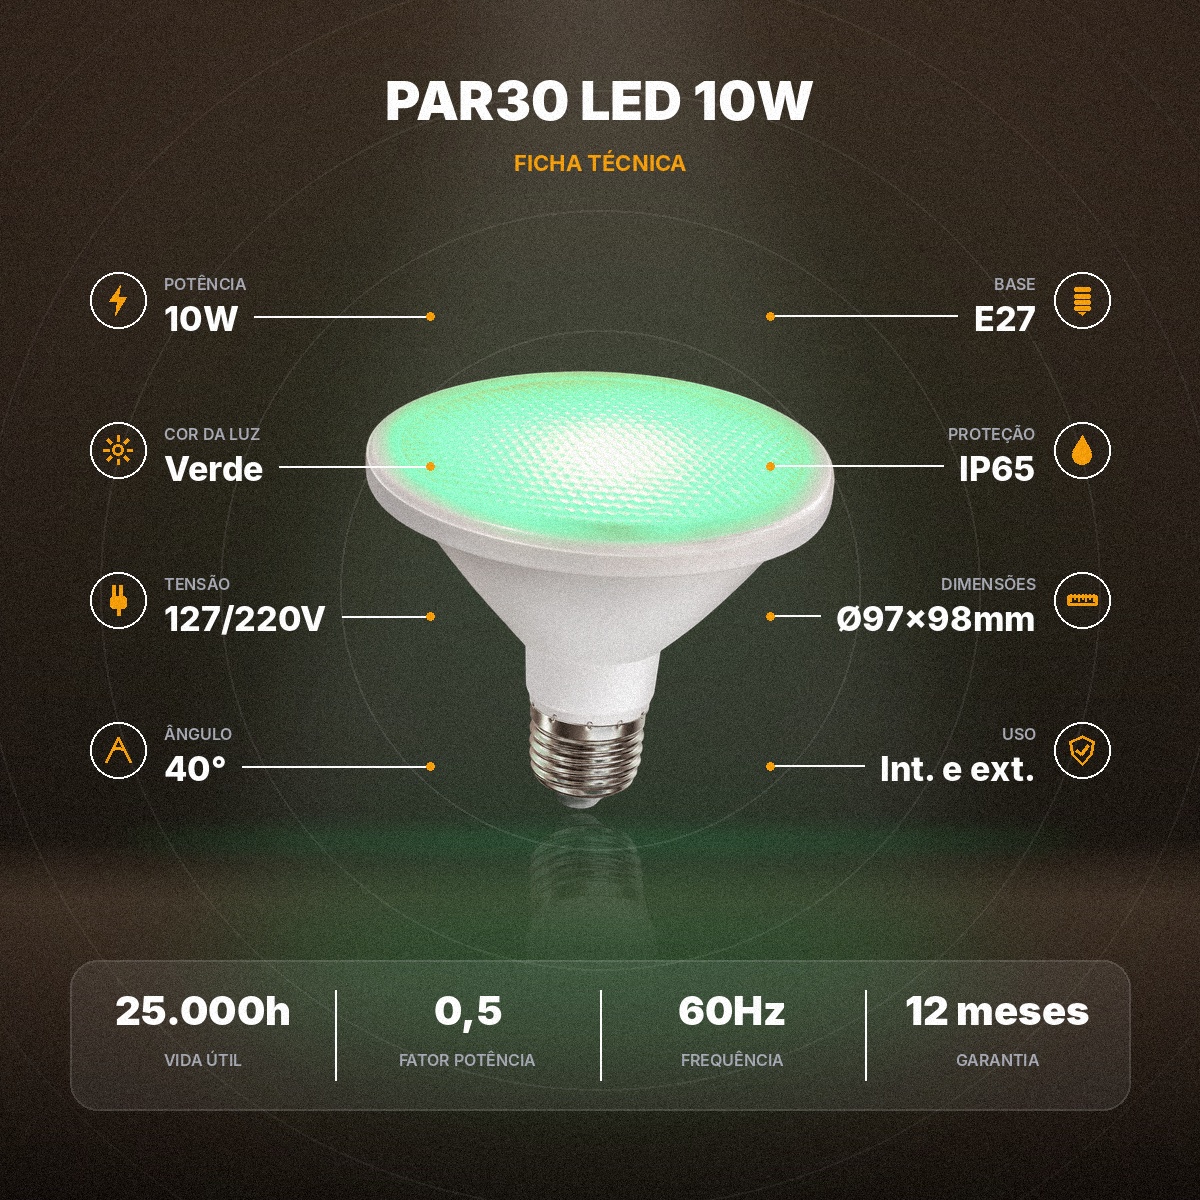 PAR30 LED 10W
FICHA TÉCNICA
POTÊNCIA
10W
COR DA LUZ
Verde
TENSÃO
127/220V
ÂNGULO
40°
BASE
E27
PROTEÇÃO
IP65
DIMENSÕES
Ø97×98mm
USO
Int. e ext.
25.000h
VIDA ÚTIL
0,5
FATOR POTÊNCIA
60Hz
FREQUÊNCIA
12 meses
GARANTIA